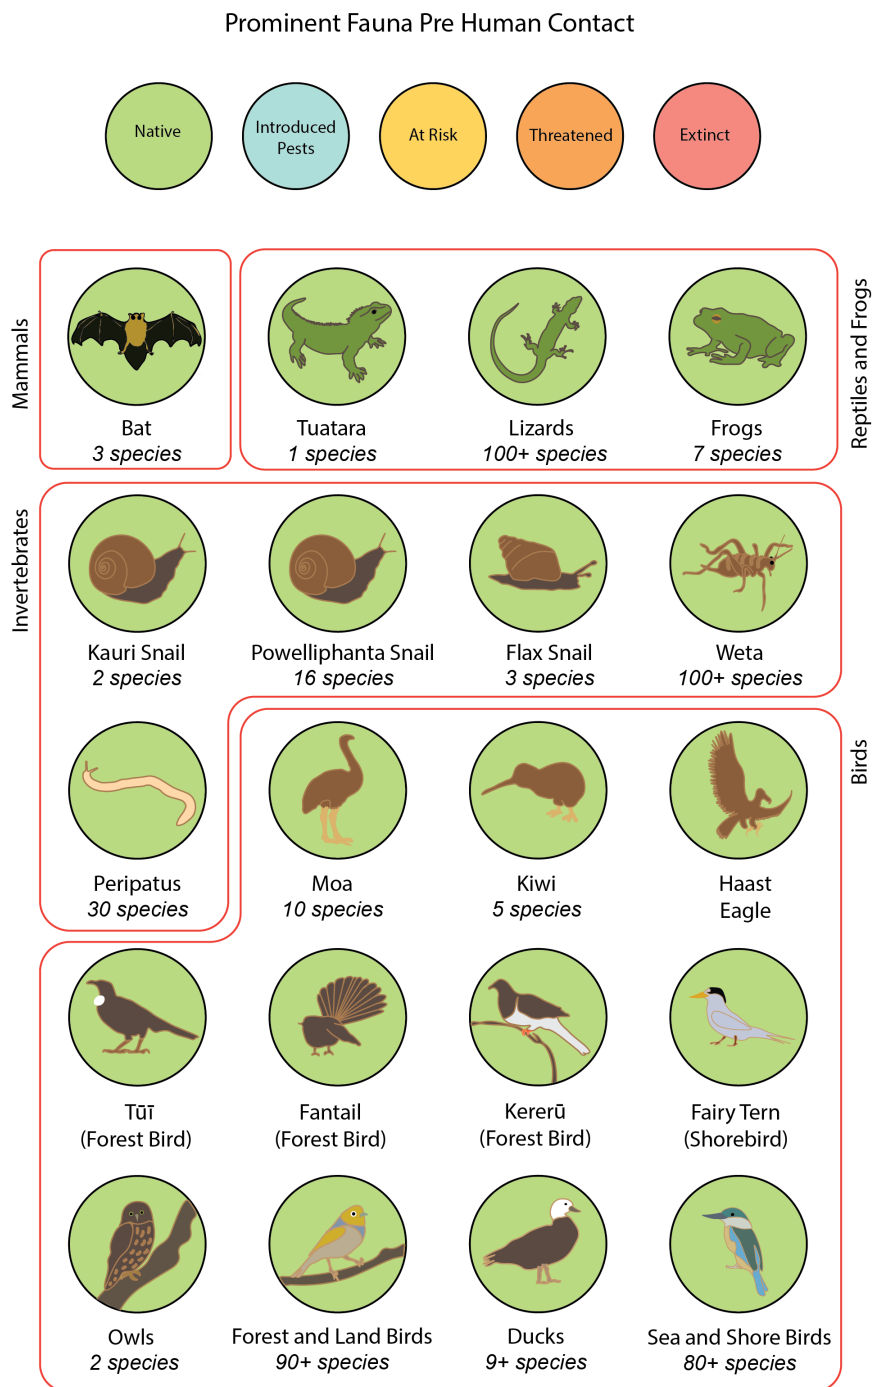 Prominent Fauna Pre Human Contact
Native
Introduced
Pests
At Risk
Threatened
Extinct
Mammals
Reptiles and Frogs
Bat
3 species
Tuatara
1 species
Lizards
100+ species
Frogs
7 species
Invertebrates
Kauri Snail
2 species
Powelliphanta Snail
16 species
Flax Snail
3 species
Weta
100+ species
Birds
Peripatus
30 species
Moa
10 species
Kiwi
5 species
Haast
Eagle
Tūī
(Forest Bird)
Fantail
(Forest Bird)
Kererū
(Forest Bird)
Fairy Tern
(Shorebird)
Owls
2 species
Forest and Land Birds
90+ species
Ducks
9+ species
Sea and Shore Birds
80+ species